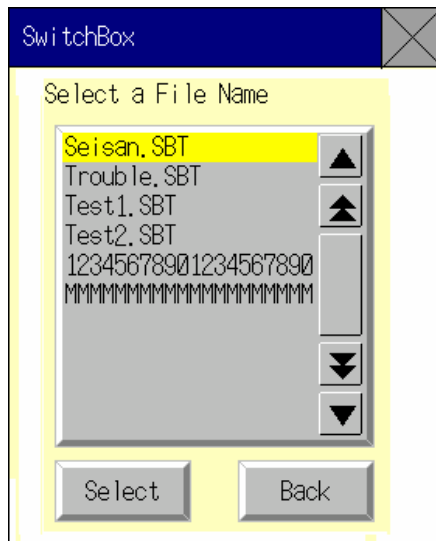 SwitchBox
Select a File Name
Seisan.SBT
Trouble.SBT
Test1.SBT
Test2.SBT
12345678901234567890
MMMMMMMMMMMMMMMMMMMM
Select
Back